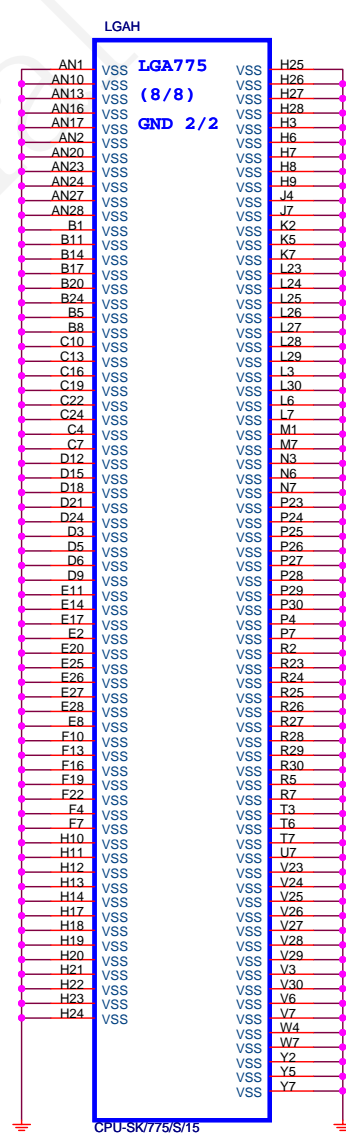 LGAH
AN1 VSS LGA775 VSS H25
AN10 VSS VSS H26
AN13 VSS (8/8) VSS H27
AN16 VSS VSS H28
AN17 VSS GND 2/2 VSS H3
AN2 VSS VSS H6
AN20 VSS VSS H7
AN23 VSS VSS H8
AN24 VSS VSS H9
AN27 VSS VSS J4
AN28 VSS VSS J7
B1 VSS VSS K2
B11 VSS VSS K5
B14 VSS VSS K7
B17 VSS VSS L23
B20 VSS VSS L24
B24 VSS VSS L25
B5 VSS VSS L26
B8 VSS VSS L27
C10 VSS VSS L28
C13 VSS VSS L29
C16 VSS VSS L3
C19 VSS VSS L30
C22 VSS VSS L6
C24 VSS VSS L7
C4 VSS VSS M1
C7 VSS VSS M7
D12 VSS VSS N3
D15 VSS VSS N6
D18 VSS VSS N7
D21 VSS VSS P23
D24 VSS VSS P24
D3 VSS VSS P25
D5 VSS VSS P26
D6 VSS VSS P27
D9 VSS VSS P28
E11 VSS VSS P29
E14 VSS VSS P30
E17 VSS VSS P4
E2 VSS VSS P7
E20 VSS VSS R2
E25 VSS VSS R23
E26 VSS VSS R24
E27 VSS VSS R25
E28 VSS VSS R26
E8 VSS VSS R27
F10 VSS VSS R28
F13 VSS VSS R29
F16 VSS VSS R30
F19 VSS VSS R5
F22 VSS VSS R7
F4 VSS VSS T3
F7 VSS VSS T6
H10 VSS VSS T7
H11 VSS VSS U7
H12 VSS VSS V23
H13 VSS VSS V24
H14 VSS VSS V25
H17 VSS VSS V26
H18 VSS VSS V27
H19 VSS VSS V28
H20 VSS VSS V29
H21 VSS VSS V3
H22 VSS VSS V30
H23 VSS VSS V6
H24 VSS VSS V7
VSS W4
VSS W7
VSS Y2
VSS Y5
VSS Y7
CPU-SK/775/S/15